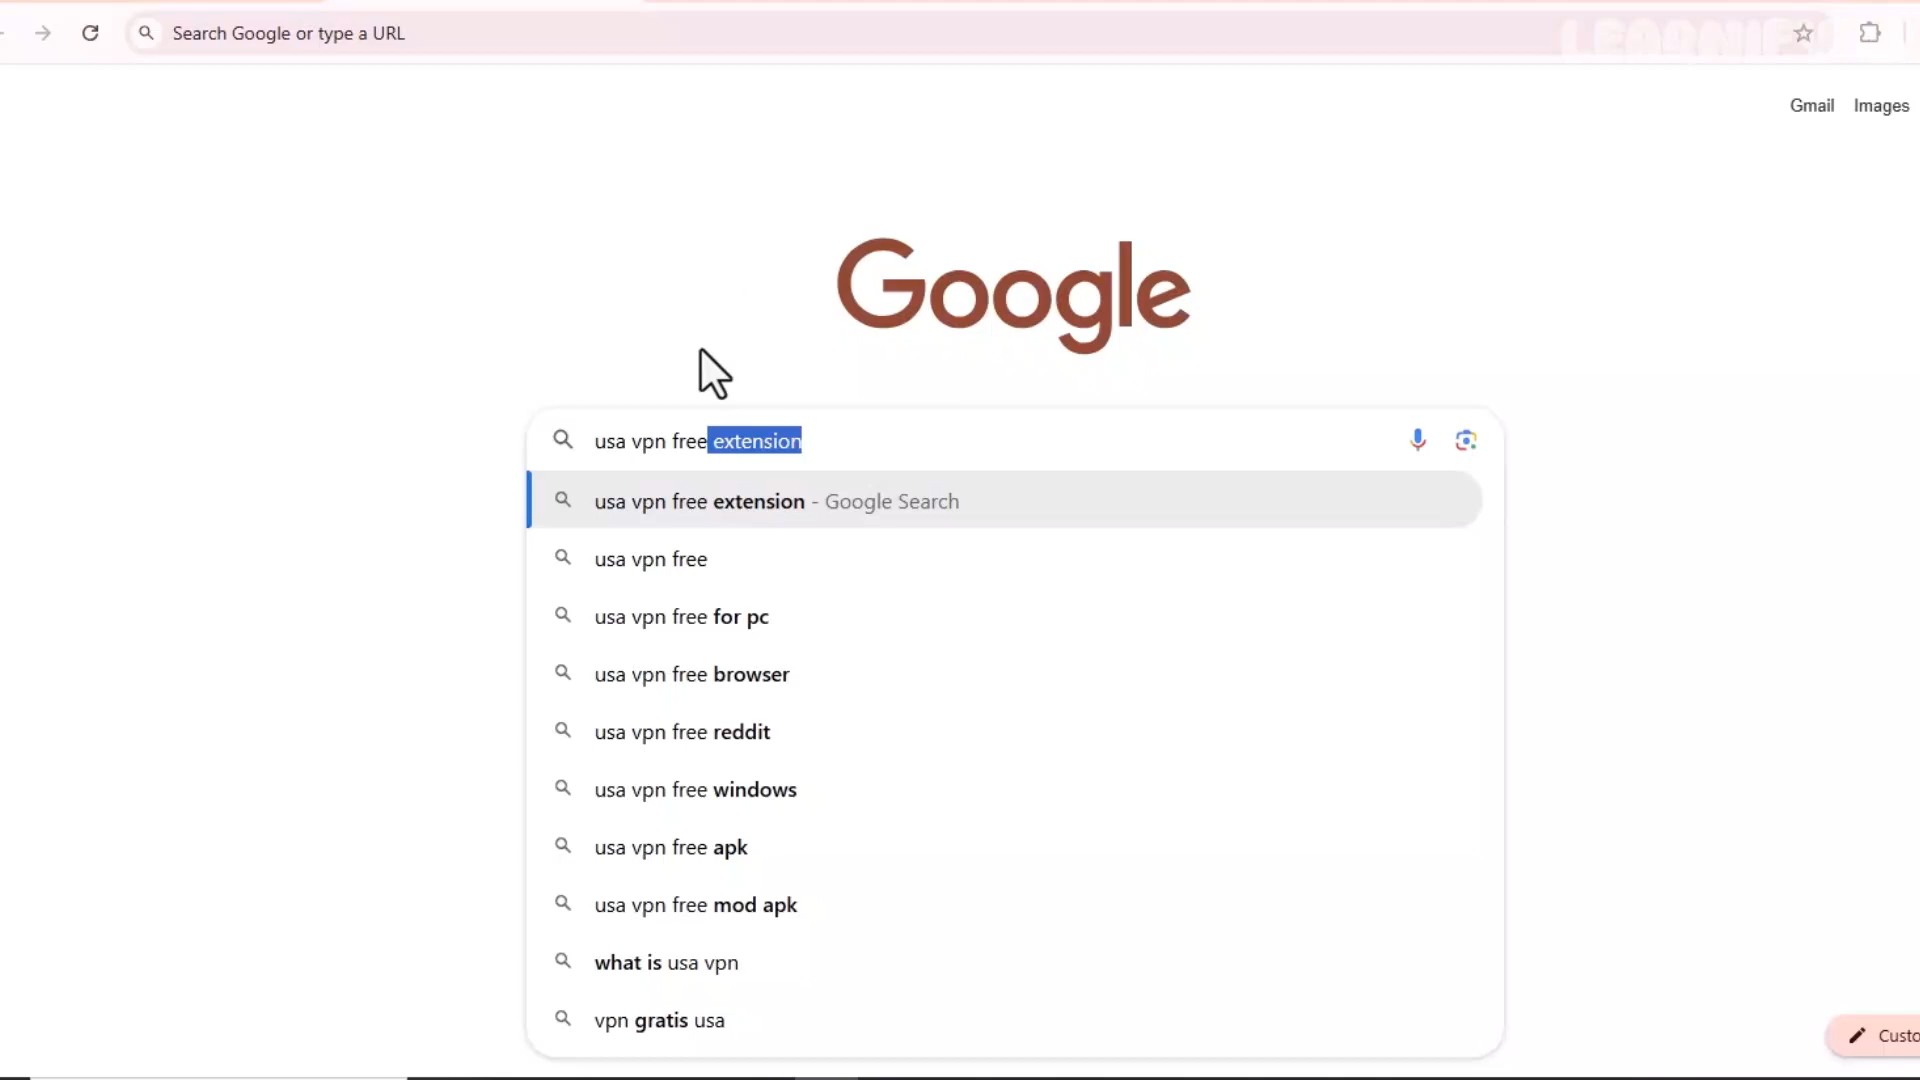 Search Google or type a URL
Gmail Images
Google
usa vpn free extension
usa vpn free extension - Google Search
usa vpn free
usa vpn free for pc
usa vpn free browser
usa vpn free reddit
usa vpn free windows
usa vpn free apk
usa vpn free mod apk
what is usa vpn
vpn gratis usa
Custo